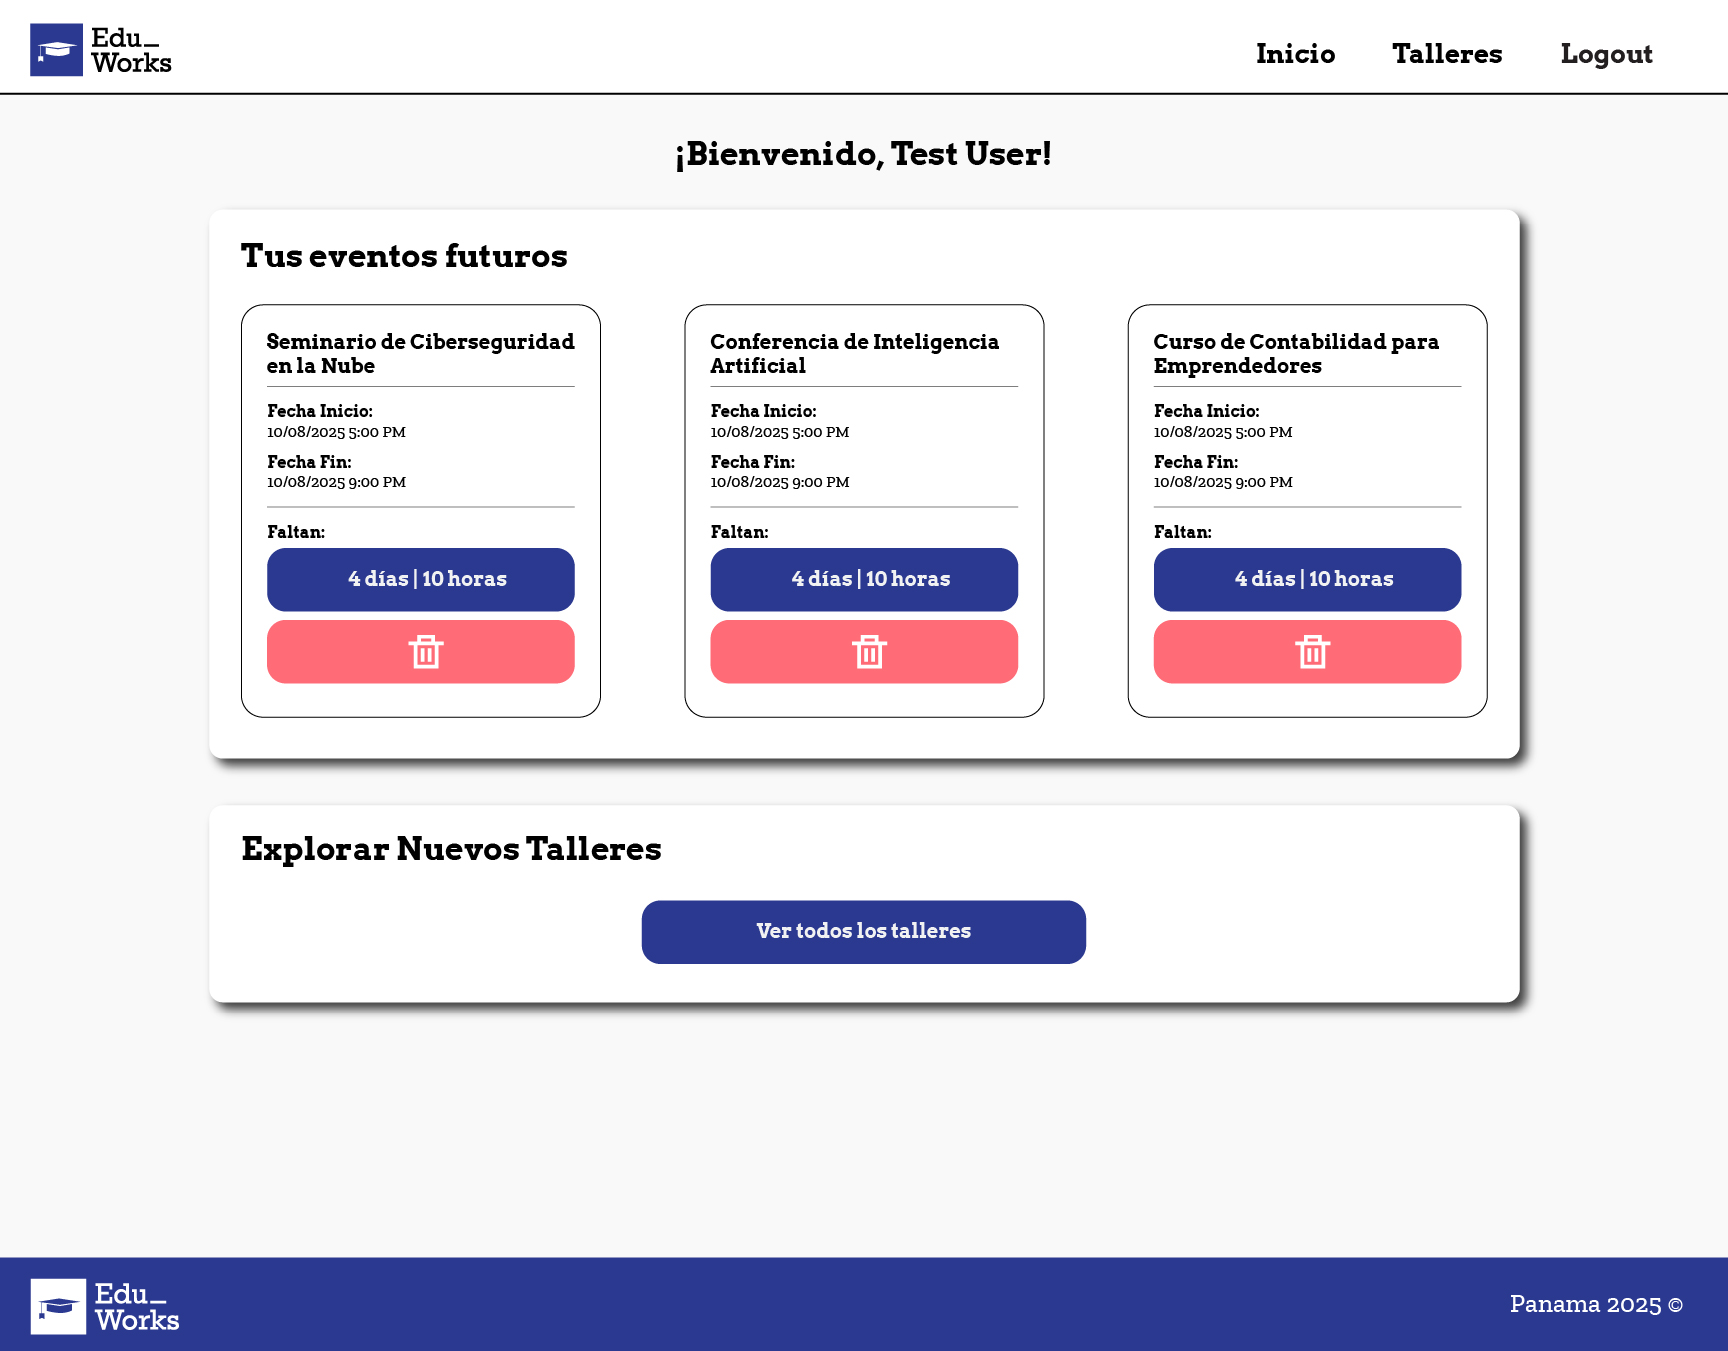 Edu_
Works
Inicio
Talleres
Logout
¡Bienvenido, Test User!
Tus eventos futuros
Seminario de Ciberseguridad
en la Nube
Fecha Inicio:
10/08/2025 5:00 PM
Fecha Fin:
10/08/2025 9:00 PM
Faltan:
4 días | 10 horas
Conferencia de Inteligencia
Artificial
Fecha Inicio:
10/08/2025 5:00 PM
Fecha Fin:
10/08/2025 9:00 PM
Faltan:
4 días | 10 horas
Curso de Contabilidad para
Emprendedores
Fecha Inicio:
10/08/2025 5:00 PM
Fecha Fin:
10/08/2025 9:00 PM
Faltan:
4 días | 10 horas
Explorar Nuevos Talleres
Ver todos los talleres
Edu_
Works
Panama 2025 ©